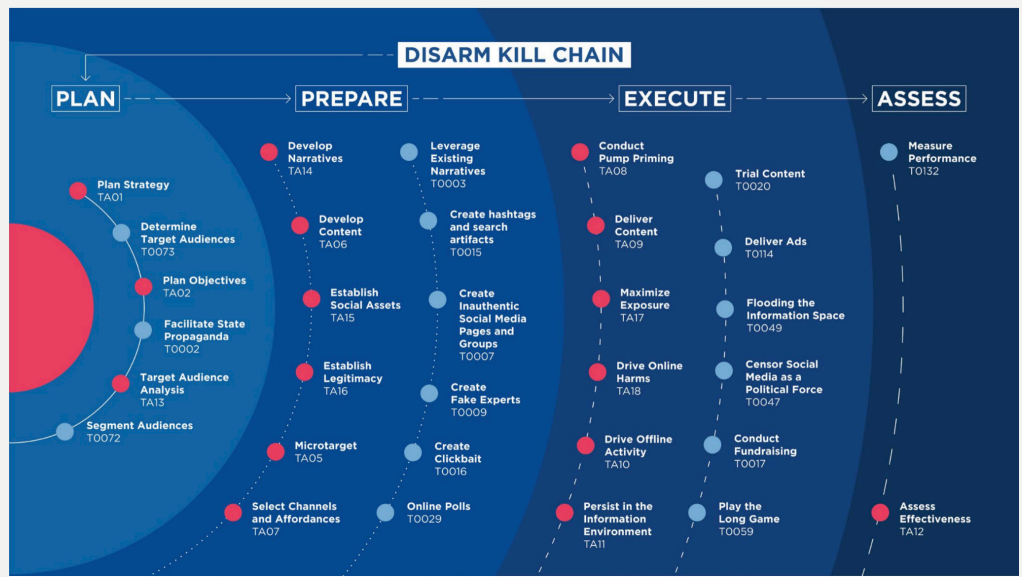 DISARM KILL CHAIN
PLAN
PREPARE
EXECUTE
ASSESS
Plan Strategy
TA01
Determine
Target Audiences
T0073
Plan Objectives
TA02
Facilitate State
Propaganda
T0002
Target Audience
Analysis
TA13
Segment Audiences
T0072
Develop
Narratives
TA14
Develop
Content
TA06
Establish
Social Assets
TA15
Establish
Legitimacy
TA16
Microtarget
TA05
Select Channels
and Affordances
TA07
Leverage
Existing
Narratives
T0003
Create hashtags
and search
artifacts
T0015
Create
Inauthentic
Social Media
Pages and
Groups
T0007
Create
Fake Experts
T0009
Create
Clickbait
T0016
Online Polls
T0029
Conduct
Pump Priming
TA08
Deliver
Content
TA09
Maximize
Exposure
TA17
Drive Online
Harms
TA18
Drive Offline
Activity
TA10
Persist in the
Information
Environment
TA11
Trial Content
T0020
Deliver Ads
T0114
Flooding the
Information Space
T0049
Censor Social
Media as a
Political Force
T0047
Conduct
Fundraising
T0017
Play the
Long Game
T0059
Measure
Performance
T0132
Assess
Effectiveness
TA12